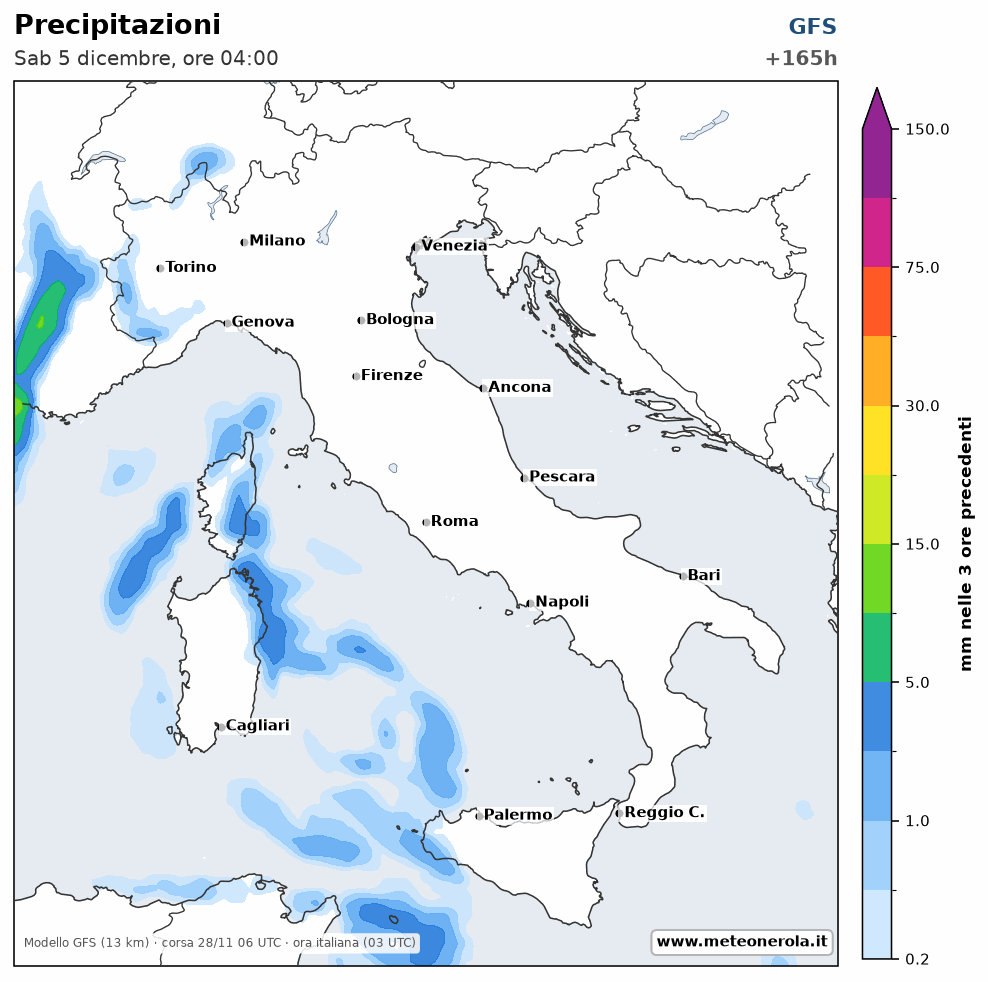 Precipitazioni
GFS
Sab 5 dicembre, ore 04:00
+165h
150.0
75.0
30.0
15.0
5.0
1.0
0.2
mm nelle 3 ore precedenti
Milano
Venezia
Torino
Genova
Bologna
Firenze
Ancona
Pescara
Roma
Bari
Napoli
Cagliari
Palermo
Reggio C.
Modello GFS (13 km) · corsa 28/11 06 UTC · ora italiana (03 UTC)
www.meteonerola.it